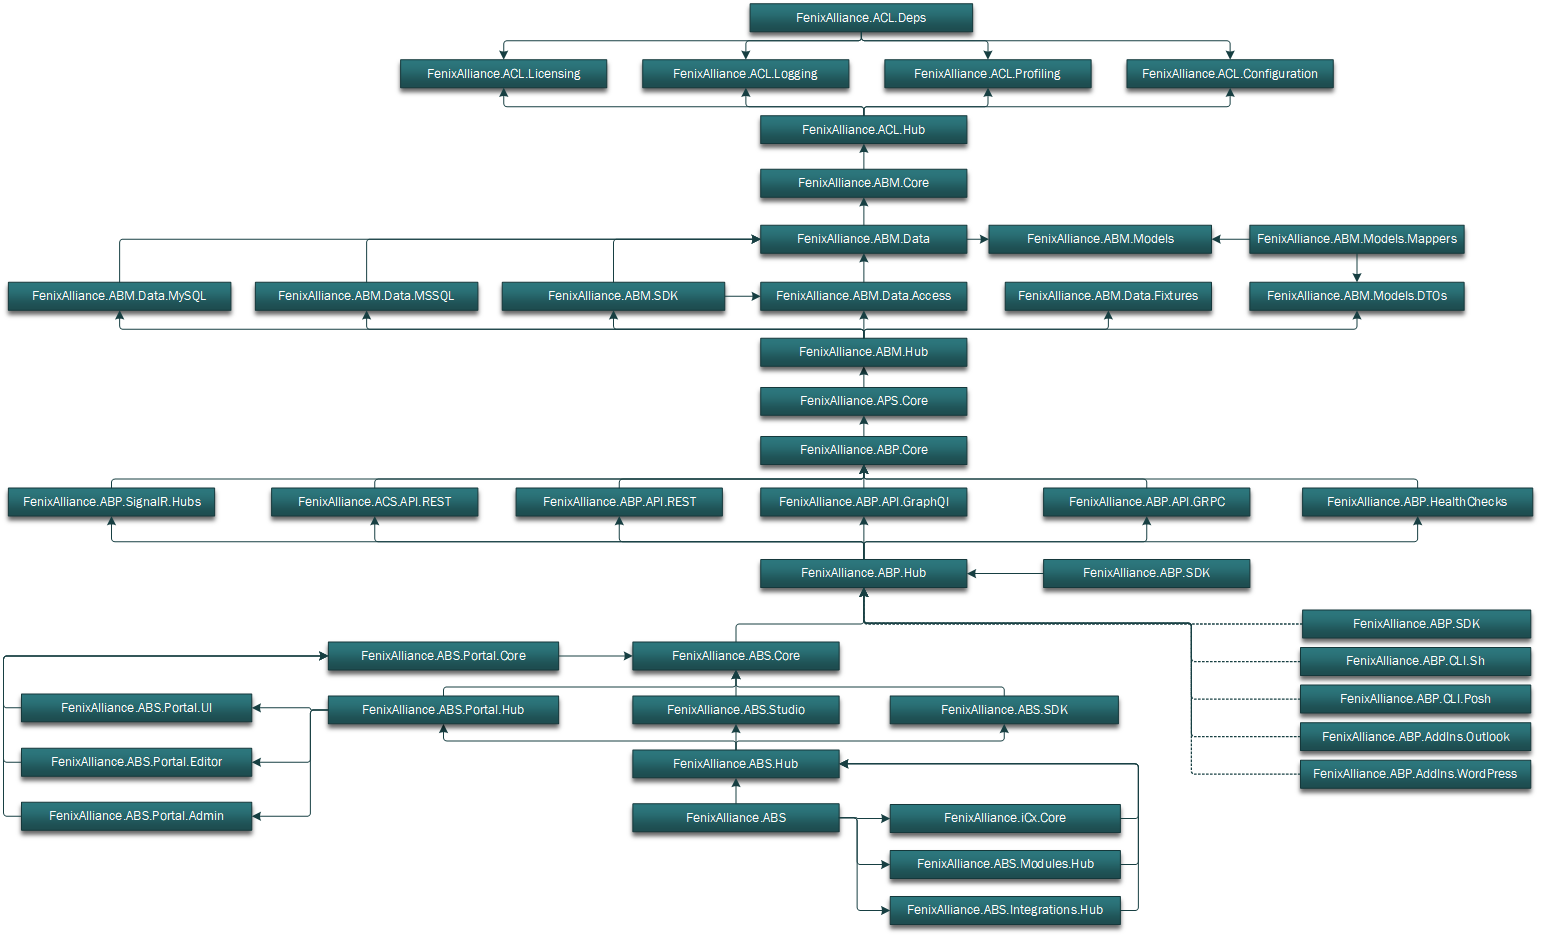 FenixAlliance.ACL.Deps
FenixAlliance.ACL.Licensing
FenixAlliance.ACL.Logging
FenixAlliance.ACL.Profiling
FenixAlliance.ACL.Configuration
FenixAlliance.ACL.Hub
FenixAlliance.ABM.Core
FenixAlliance.ABM.Data
FenixAlliance.ABM.Models
FenixAlliance.ABM.Models.Mappers
FenixAlliance.ABM.Data.MySQL
FenixAlliance.ABM.Data.MSSQL
FenixAlliance.ABM.SDK
FenixAlliance.ABM.Data.Access
FenixAlliance.ABM.Data.Fixtures
FenixAlliance.ABM.Models.DTOs
FenixAlliance.ABM.Hub
FenixAlliance.APS.Core
FenixAlliance.ABP.Core
FenixAlliance.ABP.SignalR.Hubs
FenixAlliance.ACS.API.REST
FenixAlliance.ABP.API.REST
FenixAlliance.ABP.API.GraphQl
FenixAlliance.ABP.API.GRPC
FenixAlliance.ABP.HealthChecks
FenixAlliance.ABP.Hub
FenixAlliance.ABP.SDK
FenixAlliance.ABP.SDK
FenixAlliance.ABS.Portal.Core
FenixAlliance.ABS.Core
FenixAlliance.ABP.CLI.Sh
FenixAlliance.ABP.CLI.Posh
FenixAlliance.ABS.Portal.UI
FenixAlliance.ABS.Portal.Hub
FenixAlliance.ABS.Studio
FenixAlliance.ABS.SDK
FenixAlliance.ABP.AddIns.Outlook
FenixAlliance.ABS.Portal.Editor
FenixAlliance.ABS.Hub
FenixAlliance.ABP.AddIns.WordPress
FenixAlliance.ABS.Portal.Admin
FenixAlliance.ABS
FenixAlliance.iCx.Core
FenixAlliance.ABS.Modules.Hub
FenixAlliance.ABS.Integrations.Hub